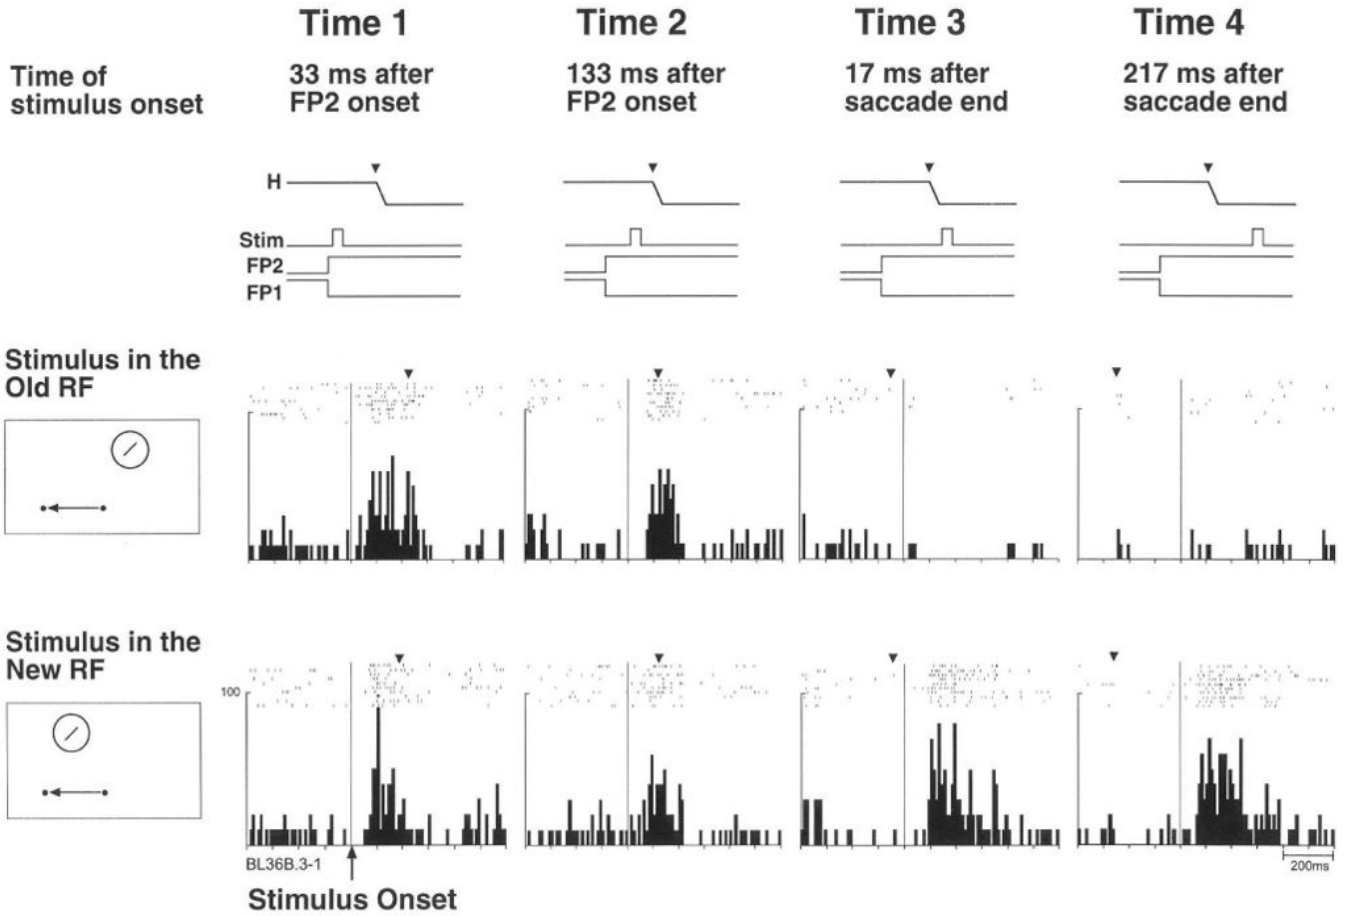 Time 1 Time 2 Time 3 Time 4
Time of
stimulus onset
33 ms after
FP2 onset
133 ms after
FP2 onset
17 ms after
saccade end
217 ms after
saccade end
H
Stim
FP2
FP1
Stimulus in the
Old RF
Stimulus in the
New RF
100
BL36B.3-1
200ms
Stimulus Onset